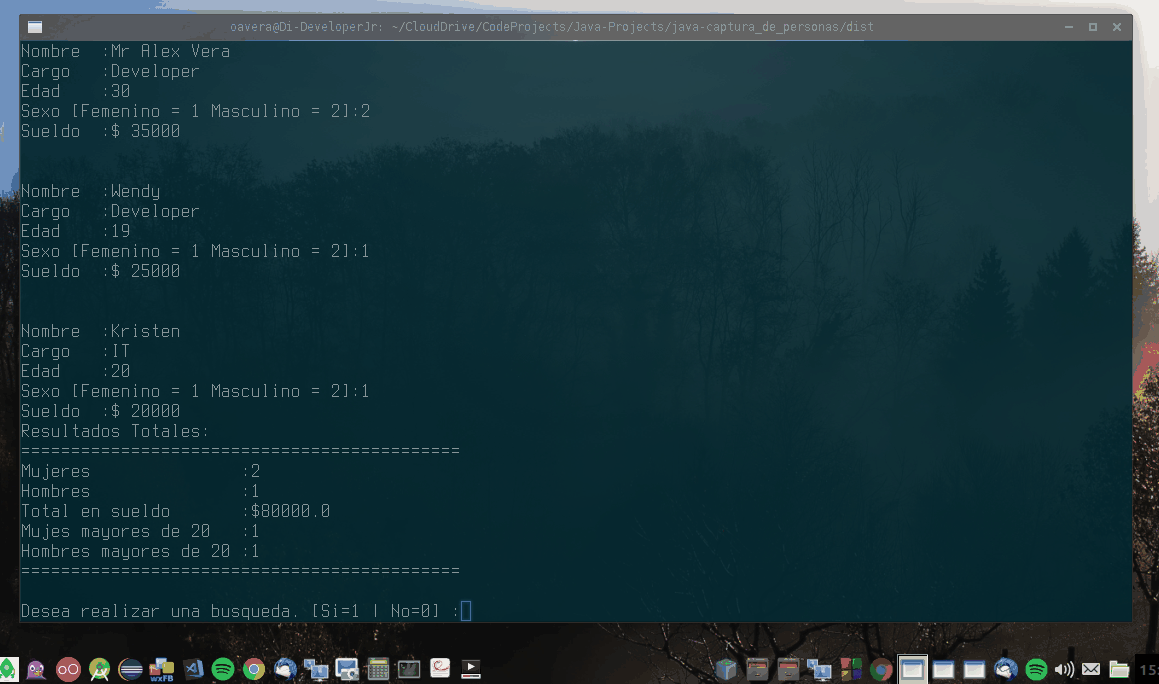 oavera@Di-DeveloperJr: ~/CloudDrive/CodeProjects/Java-Projects/java-captura_de_personas/dist
Nombre  :Mr Alex Vera
Cargo   :Developer
Edad    :30
Sexo [Femenino = 1 Masculino = 2]:2
Sueldo  :$ 35000
Nombre  :Wendy
Cargo   :Developer
Edad    :19
Sexo [Femenino = 1 Masculino = 2]:1
Sueldo  :$ 25000
Nombre  :Kristen
Cargo   :IT
Edad    :20
Sexo [Femenino = 1 Masculino = 2]:1
Sueldo  :$ 20000
Resultados Totales:
============================================
Mujeres               :2
Hombres               :1
Total en sueldo       :$80000.0
Mujes mayores de 20   :1
Hombres mayores de 20 :1
============================================
Desea realizar una busqueda. [Si=1 | No=0] :
wxFB
15: